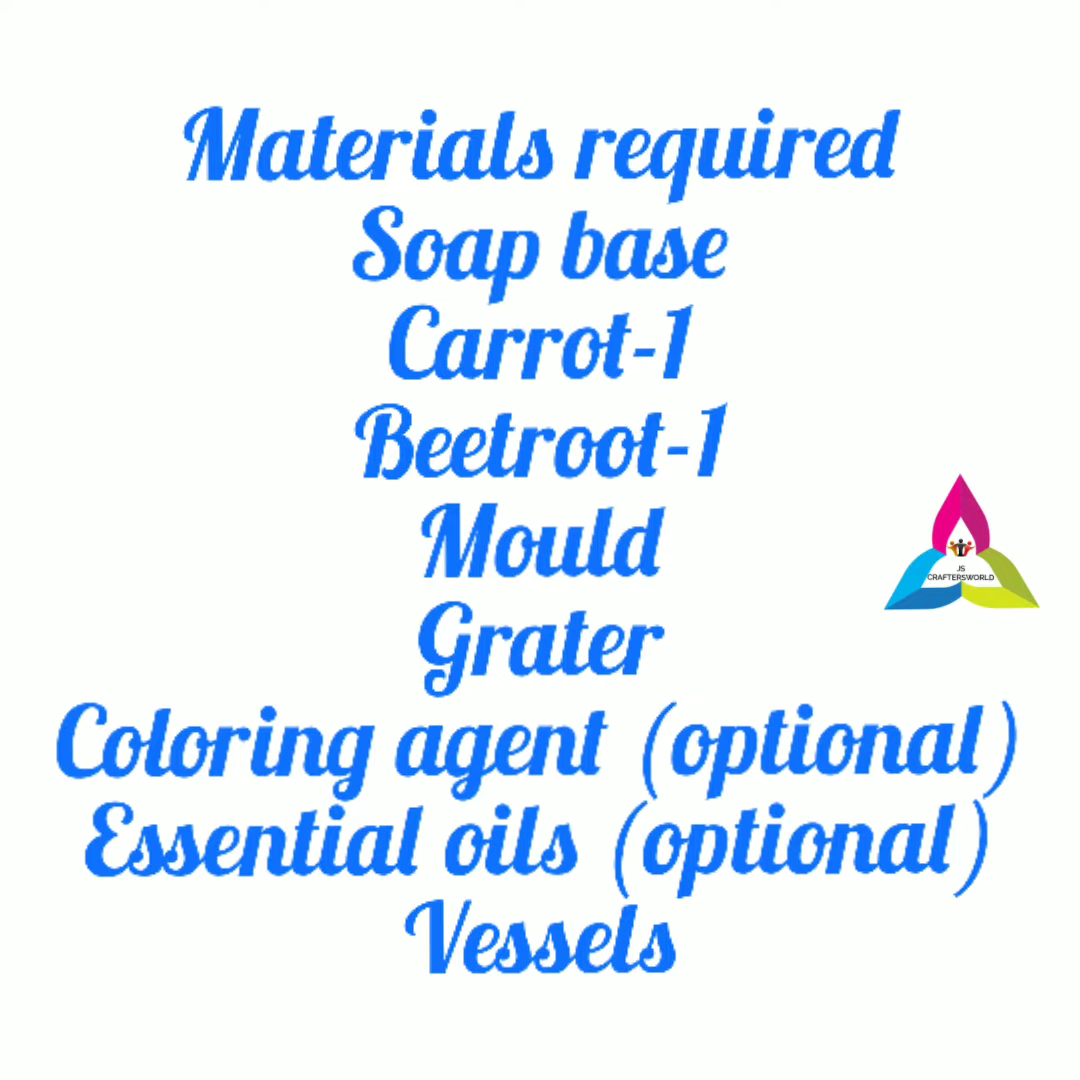 Materials required
Soap base
Carrot-1
Beetroot-1
Mould
Grater
Coloring agent (optional)
Essential oils (optional)
Vessels
JS
CRAFTERSWORLD